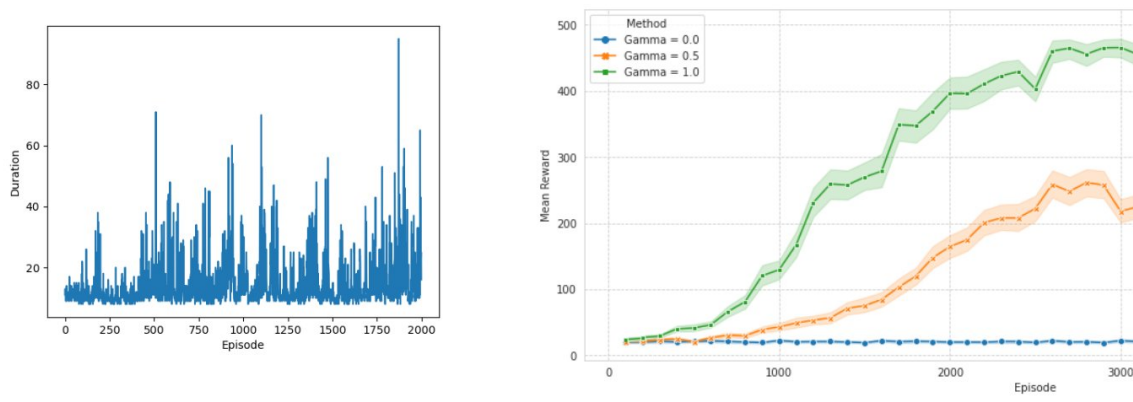 Duration
80
60
40
20
0 250 500 750 1000 1250 1500 1750 2000
Episode
Mean Reward
500
400
300
200
100
0
Method
Gamma = 0.0
Gamma = 0.5
Gamma = 1.0
0 1000 2000 3000
Episode